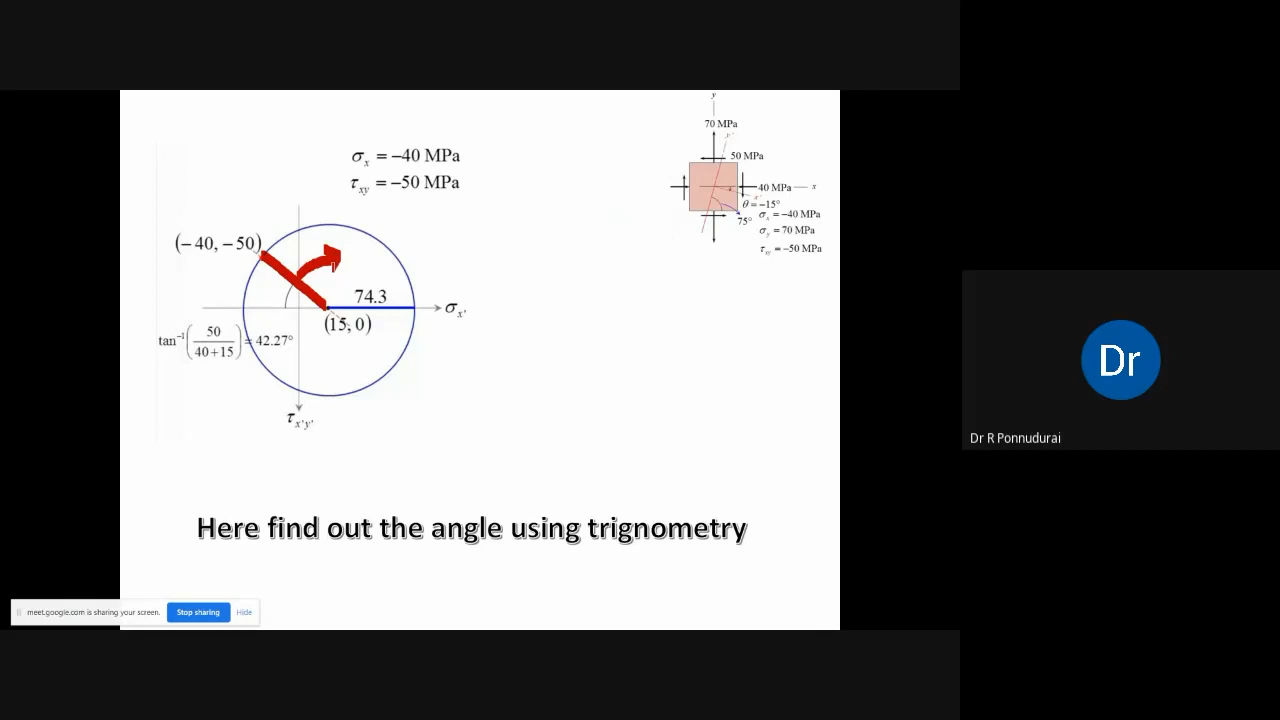 y
70 MPa
y'
50 MPa
40 MPa x
x'
θ = −15°
75°
σx = −40 MPa
σy = 70 MPa
τxy = −50 MPa
σx = −40 MPa
τxy = −50 MPa
(−40, −50)
74.3
σx'
(15, 0)
tan⁻¹(50/(40+15)) = 42.27°
τx'y'
Here find out the angle using trignometry
meet.google.com is sharing your screen.
Stop sharing
Hide
Dr
Dr R Ponnudurai